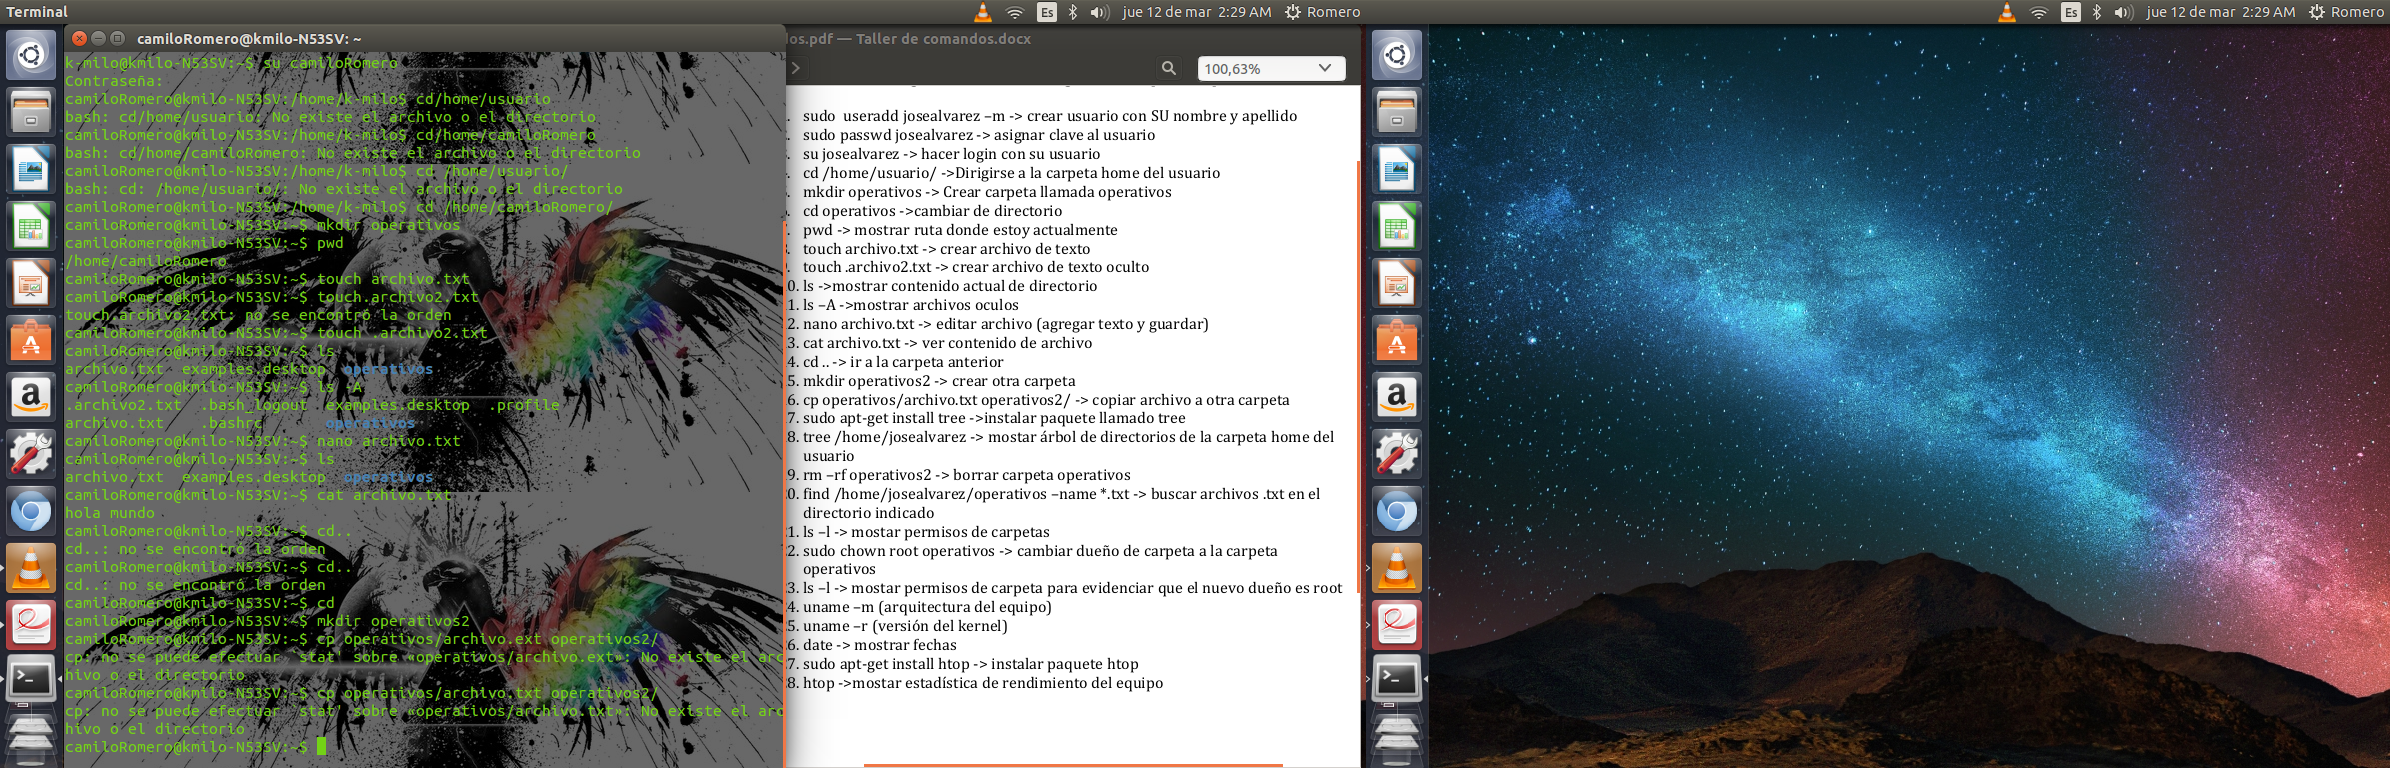 Terminal
Es
jue 12 de mar 2:29 AM
Romero
Es
jue 12 de mar 2:29 AM
Romero
camiloRomero@kmilo-N53SV: ~
k-milo@kmilo-N53SV:~$ su camiloRomero
Contraseña:
camiloRomero@kmilo-N53SV:/home/k-milo$ cd/home/usuario
bash: cd/home/usuario: No existe el archivo o el directorio
camiloRomero@kmilo-N53SV:/home/k-milo$ cd/home/camiloRomero
bash: cd/home/camiloRomero: No existe el archivo o el directorio
camiloRomero@kmilo-N53SV:/home/k-milo$ cd /home/usuario/
bash: cd: /home/usuario/: No existe el archivo o el directorio
camiloRomero@kmilo-N53SV:/home/k-milo$ cd /home/camiloRomero/
camiloRomero@kmilo-N53SV:~$ mkdir operativos
camiloRomero@kmilo-N53SV:~$ pwd
/home/camiloRomero
camiloRomero@kmilo-N53SV:~$ touch archivo.txt
camiloRomero@kmilo-N53SV:~$ touch.archivo2.txt
touch.archivo2.txt: no se encontró la orden
camiloRomero@kmilo-N53SV:~$ touch .archivo2.txt
camiloRomero@kmilo-N53SV:~$ ls
archivo.txt  examples.desktop  operativos
camiloRomero@kmilo-N53SV:~$ ls -A
.archivo2.txt  .bash_logout  examples.desktop  .profile
archivo.txt    .bashrc       operativos
camiloRomero@kmilo-N53SV:~$ nano archivo.txt
camiloRomero@kmilo-N53SV:~$ ls
archivo.txt  examples.desktop  operativos
camiloRomero@kmilo-N53SV:~$ cat archivo.txt
hola mundo
camiloRomero@kmilo-N53SV:~$ cd..
cd..: no se encontró la orden
camiloRomero@kmilo-N53SV:~$ cd..
cd..: no se encontró la orden
camiloRomero@kmilo-N53SV:~$ cd
camiloRomero@kmilo-N53SV:~$ mkdir operativos2
camiloRomero@kmilo-N53SV:~$ cp operativos/archivo.ext operativos2/
cp: no se puede efectuar `stat' sobre «operativos/archivo.ext»: No existe el arc
hivo o el directorio
camiloRomero@kmilo-N53SV:~$ cp operativos/archivo.txt operativos2/
cp: no se puede efectuar `stat' sobre «operativos/archivo.txt»: No existe el arc
hivo o el directorio
camiloRomero@kmilo-N53SV:~$
dos.pdf — Taller de comandos.docx
100,63%
. sudo  useradd josealvarez –m -> crear usuario con SU nombre y apellido
. sudo passwd josealvarez -> asignar clave al usuario
. su josealvarez -> hacer login con su usuario
. cd /home/usuario/ ->Dirigirse a la carpeta home del usuario
. mkdir operativos -> Crear carpeta llamada operativos
. cd operativos ->cambiar de directorio
. pwd -> mostrar ruta donde estoy actualmente
. touch archivo.txt -> crear archivo de texto
. touch .archivo2.txt -> crear archivo de texto oculto
0. ls ->mostrar contenido actual de directorio
1. ls –A ->mostrar archivos oculos
2. nano archivo.txt -> editar archivo (agregar texto y guardar)
3. cat archivo.txt -> ver contenido de archivo
4. cd .. -> ir a la carpeta anterior
5. mkdir operativos2 -> crear otra carpeta
6. cp operativos/archivo.txt operativos2/ -> copiar archivo a otra carpeta
7. sudo apt-get install tree ->instalar paquete llamado tree
8. tree /home/josealvarez -> mostar árbol de directorios de la carpeta home del
usuario
9. rm –rf operativos2 -> borrar carpeta operativos
0. find /home/josealvarez/operativos –name *.txt -> buscar archivos .txt en el
directorio indicado
1. ls –l -> mostar permisos de carpetas
2. sudo chown root operativos -> cambiar dueño de carpeta a la carpeta
operativos
3. ls –l -> mostar permisos de carpeta para evidenciar que el nuevo dueño es root
4. uname –m (arquitectura del equipo)
5. uname –r (versión del kernel)
6. date -> mostrar fechas
7. sudo apt-get install htop -> instalar paquete htop
8. htop ->mostar estadística de rendimiento del equipo